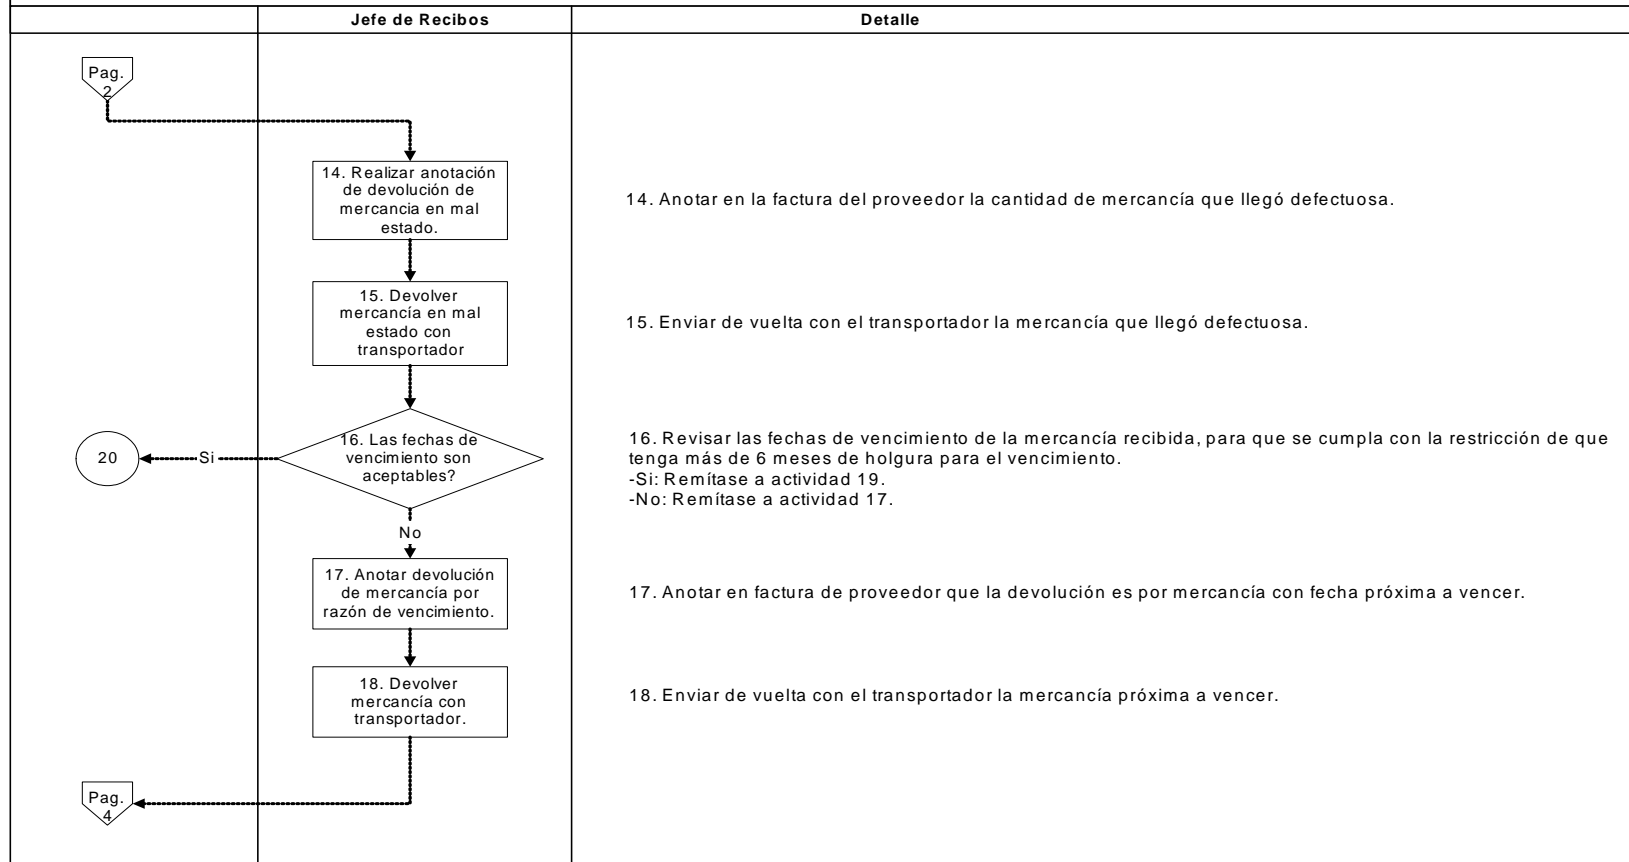 Jefe de Recibos
Detalle
Pag.
2
14. Realizar anotación
de devolución de
mercancia en mal
estado.
14. Anotar en la factura del proveedor la cantidad de mercancía que llegó defectuosa.
15. Devolver
mercancía en mal
estado con
transportador
15. Enviar de vuelta con el transportador la mercancía que llegó defectuosa.
20
Si
16. Las fechas de
vencimiento son
aceptables?
16. Revisar las fechas de vencimiento de la mercancía recibida, para que se cumpla con la restricción de que
tenga más de 6 meses de holgura para el vencimiento.
-Si: Remítase a actividad 19.
-No: Remítase a actividad 17.
No
17. Anotar devolución
de mercancía por
razón de vencimiento.
17. Anotar en factura de proveedor que la devolución es por mercancía con fecha próxima a vencer.
18. Devolver
mercancía con
transportador.
18. Enviar de vuelta con el transportador la mercancía próxima a vencer.
Pag.
4